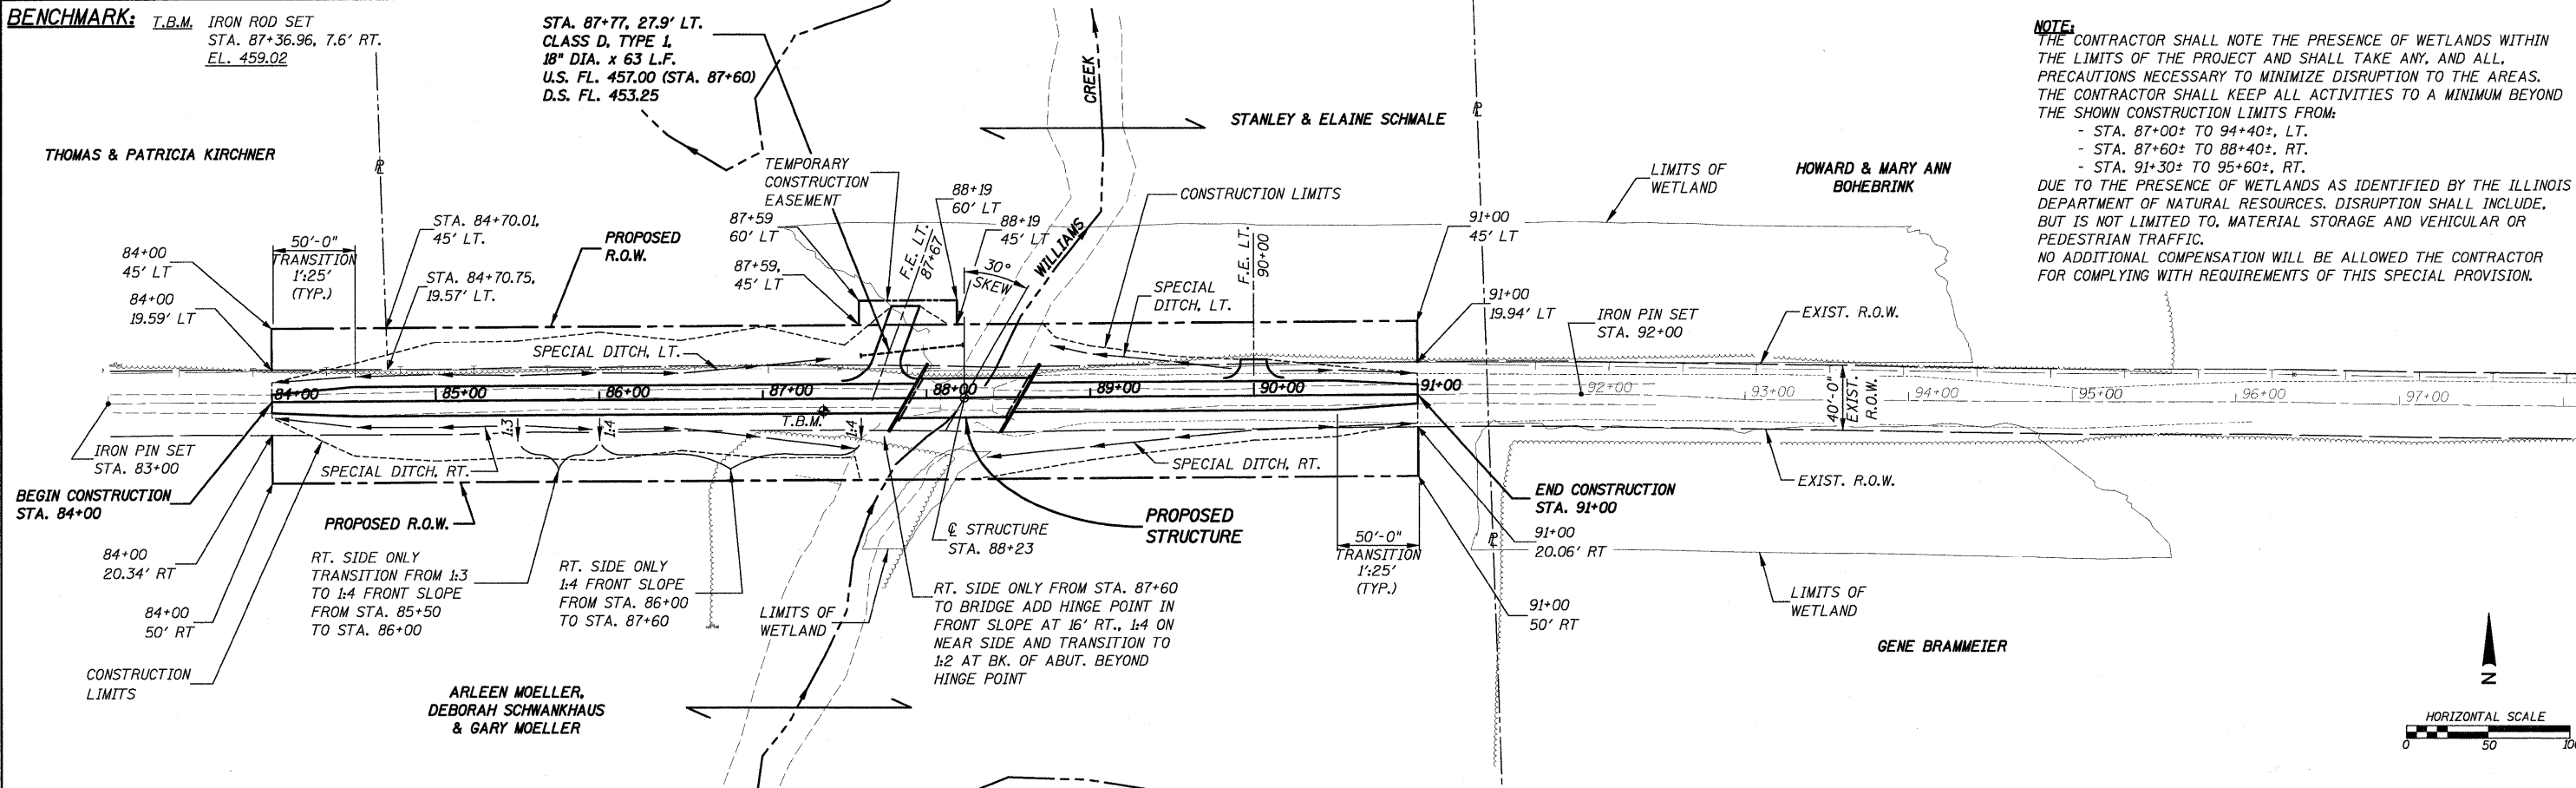 BENCHMARK: T.B.M. IRON ROD SET
STA. 87+36.96, 7.6' RT.
EL. 459.02
STA. 87+77, 27.9' LT.
CLASS D, TYPE 1,
18" DIA. x 63 L.F.
U.S. FL. 457.00 (STA. 87+60)
D.S. FL. 453.25
NOTE:
THE CONTRACTOR SHALL NOTE THE PRESENCE OF WETLANDS WITHIN
THE LIMITS OF THE PROJECT AND SHALL TAKE ANY, AND ALL,
PRECAUTIONS NECESSARY TO MINIMIZE DISRUPTION TO THE AREAS.
THE CONTRACTOR SHALL KEEP ALL ACTIVITIES TO A MINIMUM BEYOND
THE SHOWN CONSTRUCTION LIMITS FROM:
- STA. 87+00± TO 94+40±, LT.
- STA. 87+60± TO 88+40±, RT.
- STA. 91+30± TO 95+60±, RT.
DUE TO THE PRESENCE OF WETLANDS AS IDENTIFIED BY THE ILLINOIS
DEPARTMENT OF NATURAL RESOURCES. DISRUPTION SHALL INCLUDE,
BUT IS NOT LIMITED TO, MATERIAL STORAGE AND VEHICULAR OR
PEDESTRIAN TRAFFIC.
NO ADDITIONAL COMPENSATION WILL BE ALLOWED THE CONTRACTOR
FOR COMPLYING WITH REQUIREMENTS OF THIS SPECIAL PROVISION.
THOMAS & PATRICIA KIRCHNER
PL
TEMPORARY
CONSTRUCTION
EASEMENT
WILLIAMS
CREEK
STANLEY & ELAINE SCHMALE
PL
CONSTRUCTION LIMITS
LIMITS OF
WETLAND
HOWARD & MARY ANN
BOHEBRINK
84+00
45' LT
84+00
19.59' LT
50'-0"
TRANSITION
1':25'
(TYP.)
STA. 84+70.01,
45' LT.
STA. 84+70.75,
19.57' LT.
PROPOSED
R.O.W.
87+59
60' LT
87+59,
45' LT
F.E. LT.
87+67
88+19
60' LT
88+19
45' LT
30°
SKEW
SPECIAL
DITCH, LT.
F.E. LT.
90+00
91+00
45' LT
91+00
19.94' LT
IRON PIN SET
STA. 92+00
EXIST. R.O.W.
SPECIAL DITCH, LT.
84+00
85+00
86+00
87+00
88+00
89+00
90+00
91+00
92+00
93+00
94+00
95+00
96+00
97+00
40'-0"
EXIST.
R.O.W.
T.B.M.
1:3
1:4
1:4
IRON PIN SET
STA. 83+00
SPECIAL DITCH, RT.
SPECIAL DITCH, RT.
EXIST. R.O.W.
BEGIN CONSTRUCTION
STA. 84+00
PROPOSED R.O.W.
END CONSTRUCTION
STA. 91+00
84+00
20.34' RT
84+00
50' RT
CONSTRUCTION
LIMITS
RT. SIDE ONLY
TRANSITION FROM 1:3
TO 1:4 FRONT SLOPE
FROM STA. 85+50
TO STA. 86+00
RT. SIDE ONLY
1:4 FRONT SLOPE
FROM STA. 86+00
TO STA. 87+60
LIMITS OF
WETLAND
℄ STRUCTURE
STA. 88+23
PROPOSED
STRUCTURE
RT. SIDE ONLY FROM STA. 87+60
TO BRIDGE ADD HINGE POINT IN
FRONT SLOPE AT 16' RT., 1:4 ON
NEAR SIDE AND TRANSITION TO
1:2 AT BK. OF ABUT. BEYOND
HINGE POINT
50'-0"
TRANSITION
1':25'
(TYP.)
PL
91+00
20.06' RT
91+00
50' RT
LIMITS OF
WETLAND
GENE BRAMMEIER
ARLEEN MOELLER,
DEBORAH SCHWANKHAUS
& GARY MOELLER
N
HORIZONTAL SCALE
0 50 100